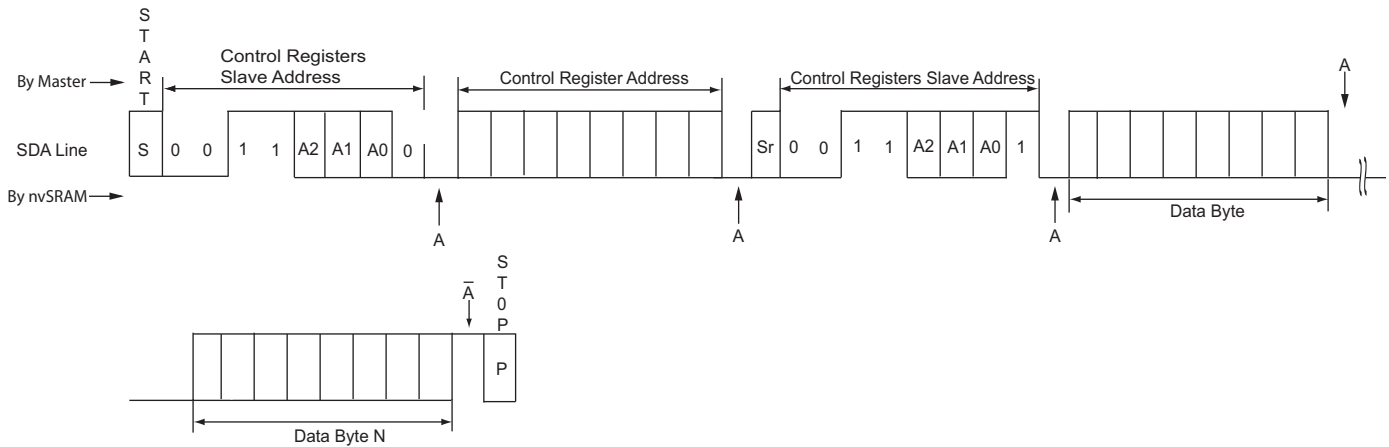 START
Control Registers
Slave Address
By Master
Control Register Address
Control Registers Slave Address
A
SDA Line
S 0 0 1 1 A2 A1 A0 0 Sr 0 0 1 1 A2 A1 A0 1
By nvSRAM
A A A
Data Byte
ST0P
Ā
P
Data Byte N